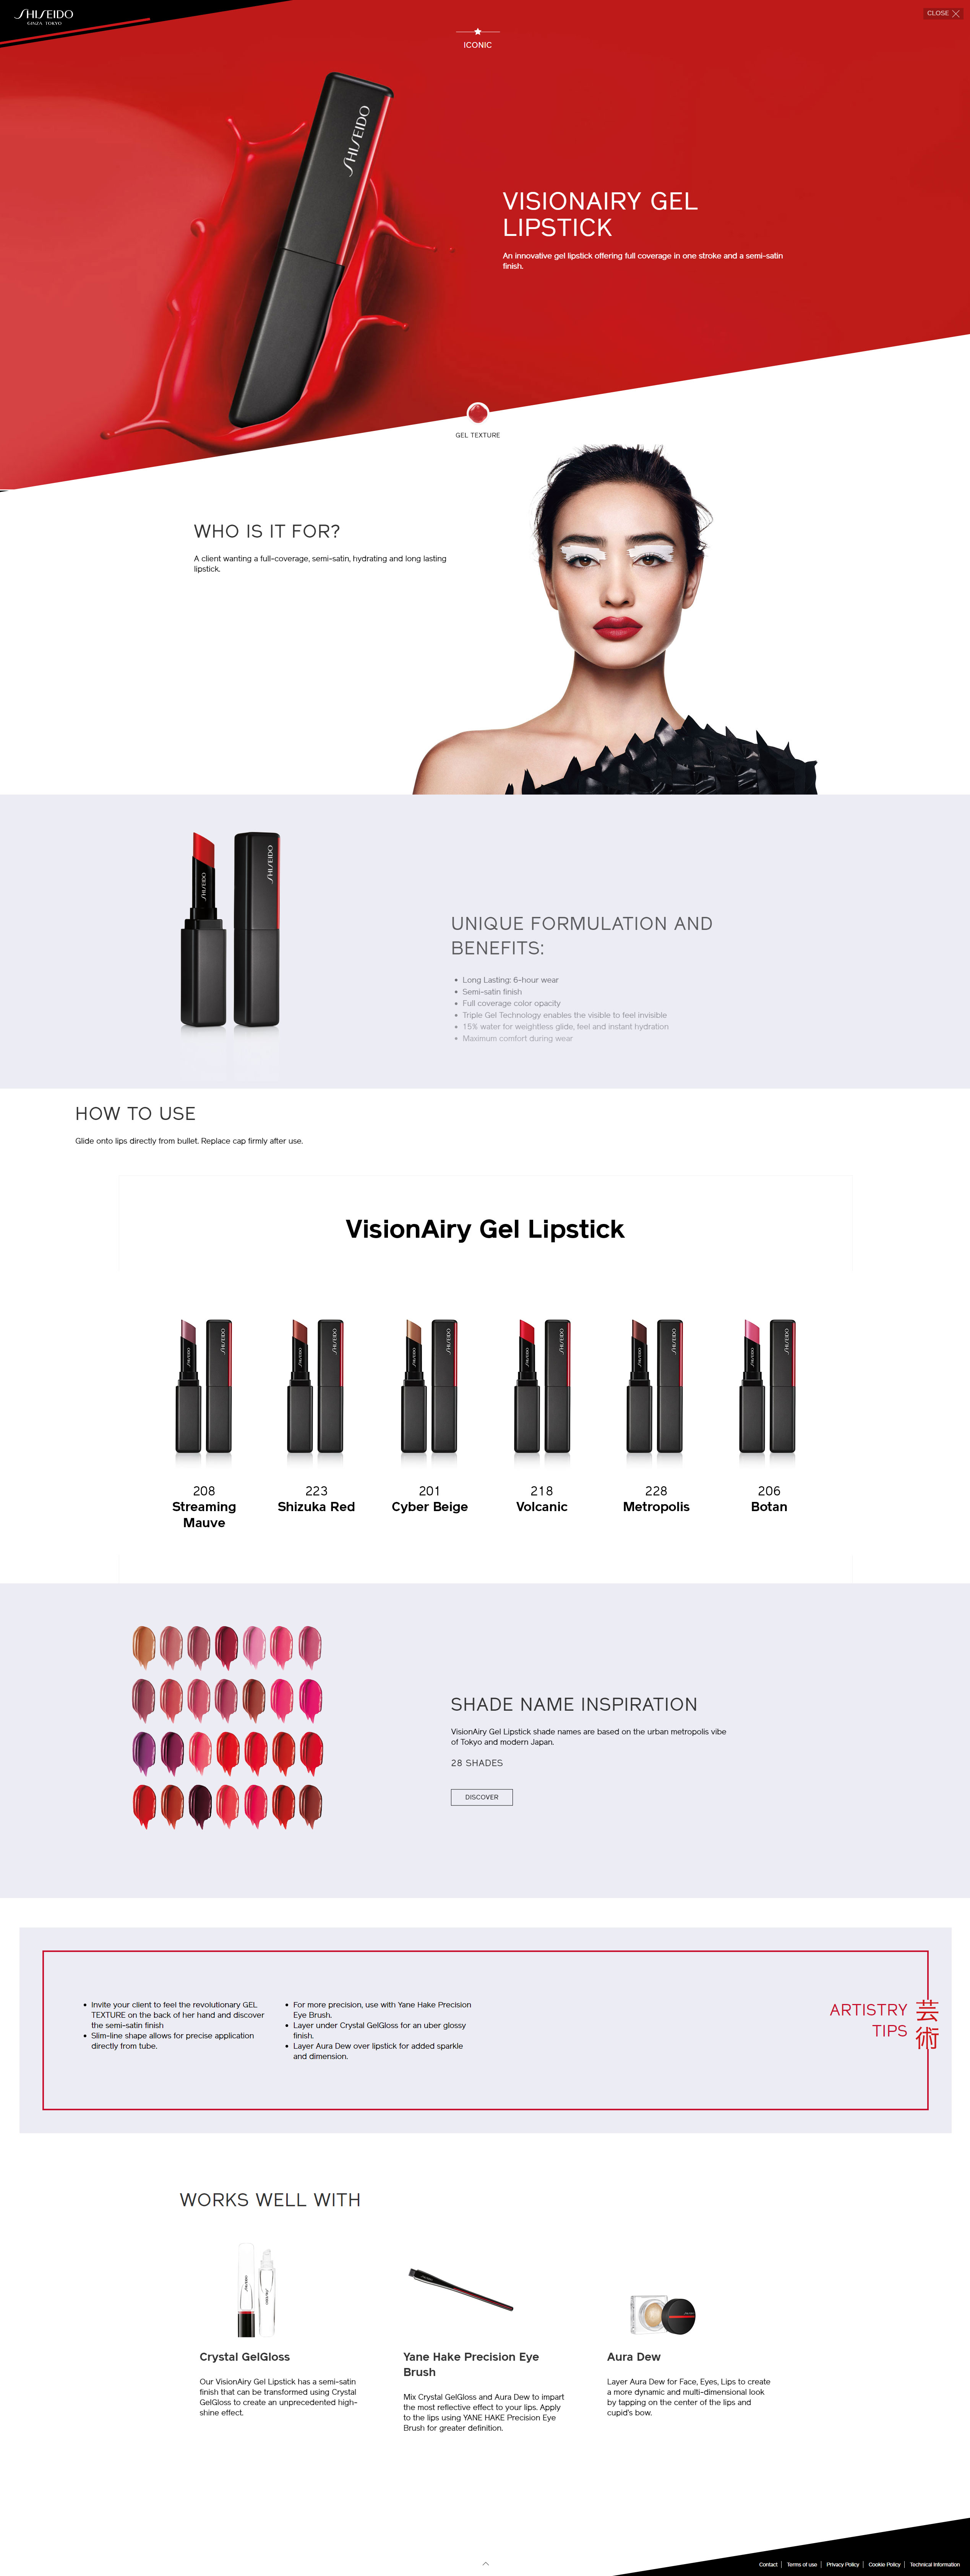 SHISEIDO
GINZA TOKYO
CLOSE
ICONIC
SHISEIDO
VISIONAIRY GEL
LIPSTICK
An innovative gel lipstick offering full coverage in one stroke and a semi-satin
finish.
GEL TEXTURE
WHO IS IT FOR?
A client wanting a full-coverage, semi-satin, hydrating and long lasting
lipstick.
SHISEIDO
SHISEIDO
UNIQUE FORMULATION AND
BENEFITS:
Long Lasting: 6-hour wear
Semi-satin finish
Full coverage color opacity
Triple Gel Technology enables the visible to feel invisible
15% water for weightless glide, feel and instant hydration
Maximum comfort during wear
HOW TO USE
Glide onto lips directly from bullet. Replace cap firmly after use.
VisionAiry Gel Lipstick
SHISEIDO SHISEIDO
SHISEIDO SHISEIDO
SHISEIDO SHISEIDO
SHISEIDO SHISEIDO
SHISEIDO SHISEIDO
SHISEIDO SHISEIDO
208
Streaming
Mauve
223
Shizuka Red
201
Cyber Beige
218
Volcanic
228
Metropolis
206
Botan
SHADE NAME INSPIRATION
VisionAiry Gel Lipstick shade names are based on the urban metropolis vibe
of Tokyo and modern Japan.
28 SHADES
DISCOVER
Invite your client to feel the revolutionary GEL
TEXTURE on the back of her hand and discover
the semi-satin finish
Slim-line shape allows for precise application
directly from tube.
For more precision, use with Yane Hake Precision
Eye Brush.
Layer under Crystal GelGloss for an uber glossy
finish.
Layer Aura Dew over lipstick for added sparkle
and dimension.
ARTISTRY
TIPS
芸術
WORKS WELL WITH
Crystal GelGloss
Our VisionAiry Gel Lipstick has a semi-satin
finish that can be transformed using Crystal
GelGloss to create an unprecedented high-
shine effect.
Yane Hake Precision Eye
Brush
Mix Crystal GelGloss and Aura Dew to impart
the most reflective effect to your lips. Apply
to the lips using YANE HAKE Precision Eye
Brush for greater definition.
Aura Dew
Layer Aura Dew for Face, Eyes, Lips to create
a more dynamic and multi-dimensional look
by tapping on the center of the lips and
cupid's bow.
Contact | Terms of use | Privacy Policy | Cookie Policy | Technical Information